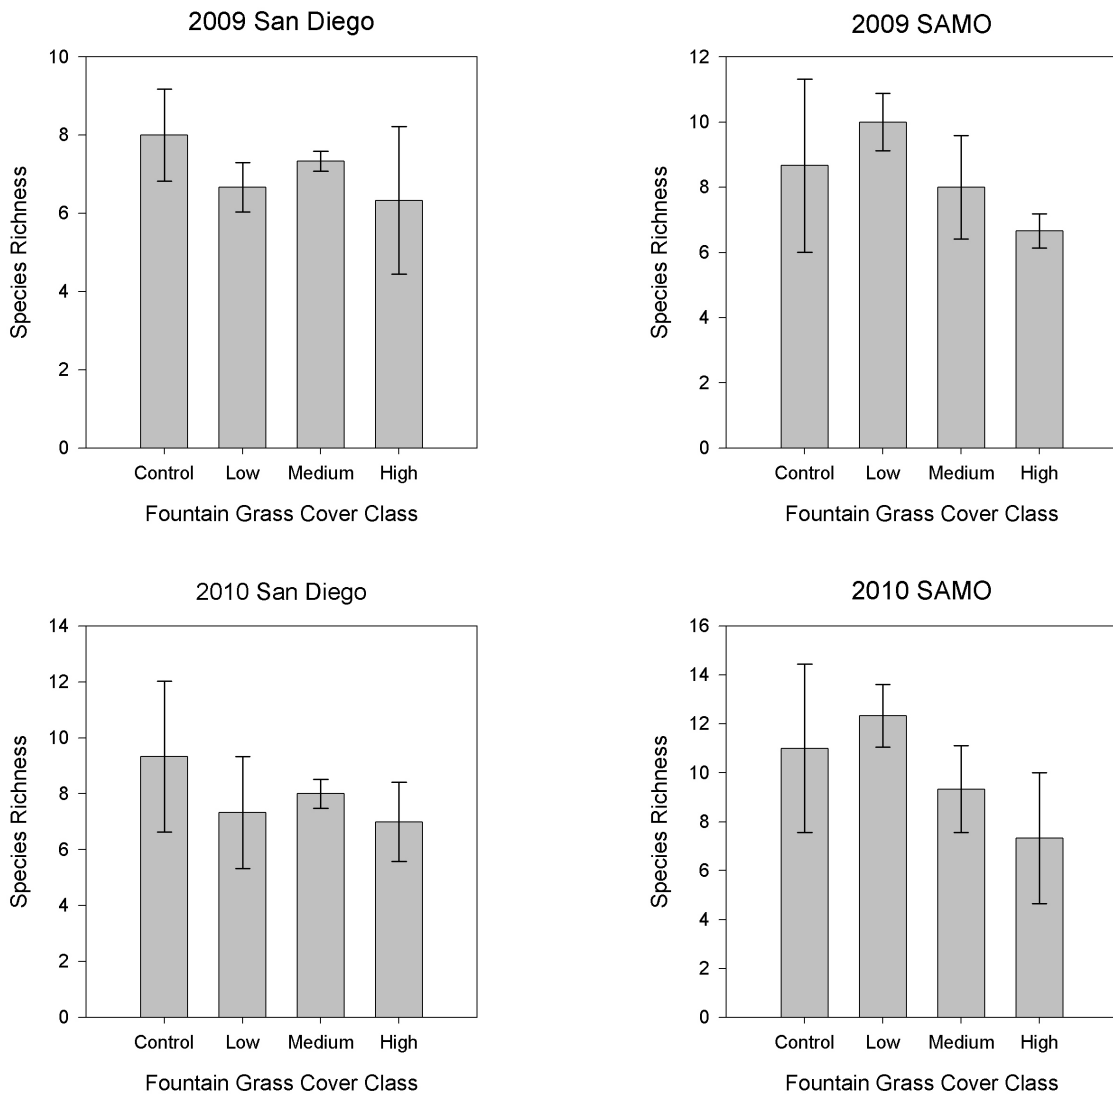 2009 San Diego
10
8
6
4
2
0
Species Richness
Control Low Medium High
Fountain Grass Cover Class
2009 SAMO
12
10
8
6
4
2
0
Species Richness
Control Low Medium High
Fountain Grass Cover Class
2010 San Diego
14
12
10
8
6
4
2
0
Species Richness
Control Low Medium High
Fountain Grass Cover Class
2010 SAMO
16
14
12
10
8
6
4
2
0
Species Richness
Control Low Medium High
Fountain Grass Cover Class